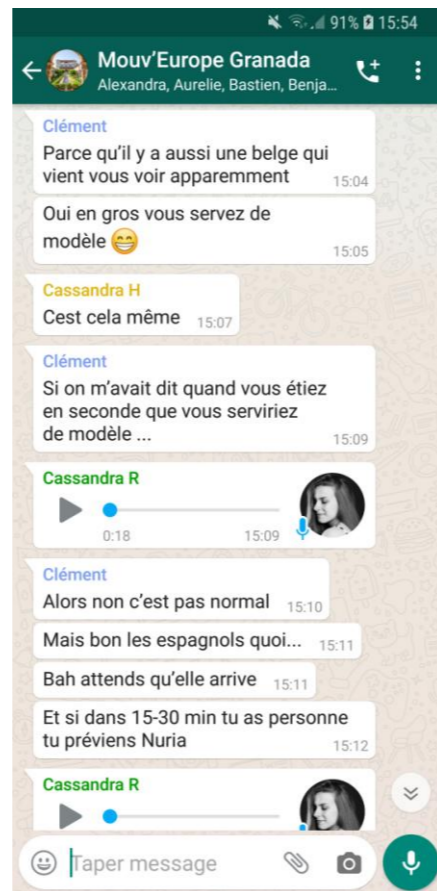 91% 15:54
Mouv'Europe Granada
Alexandra, Aurelie, Bastien, Benja...
Clément
Parce qu'il y a aussi une belge qui
vient vous voir apparemment
15:04
Oui en gros vous servez de
modèle 😁
15:05
Cassandra H
Cest cela même 15:07
Clément
Si on m'avait dit quand vous étiez
en seconde que vous serviriez
de modèle ...
15:09
Cassandra R
0:18 15:09
Clément
Alors non c'est pas normal 15:10
Mais bon les espagnols quoi... 15:11
Bah attends qu'elle arrive 15:11
Et si dans 15-30 min tu as personne
tu préviens Nuria
15:12
Cassandra R
Taper message